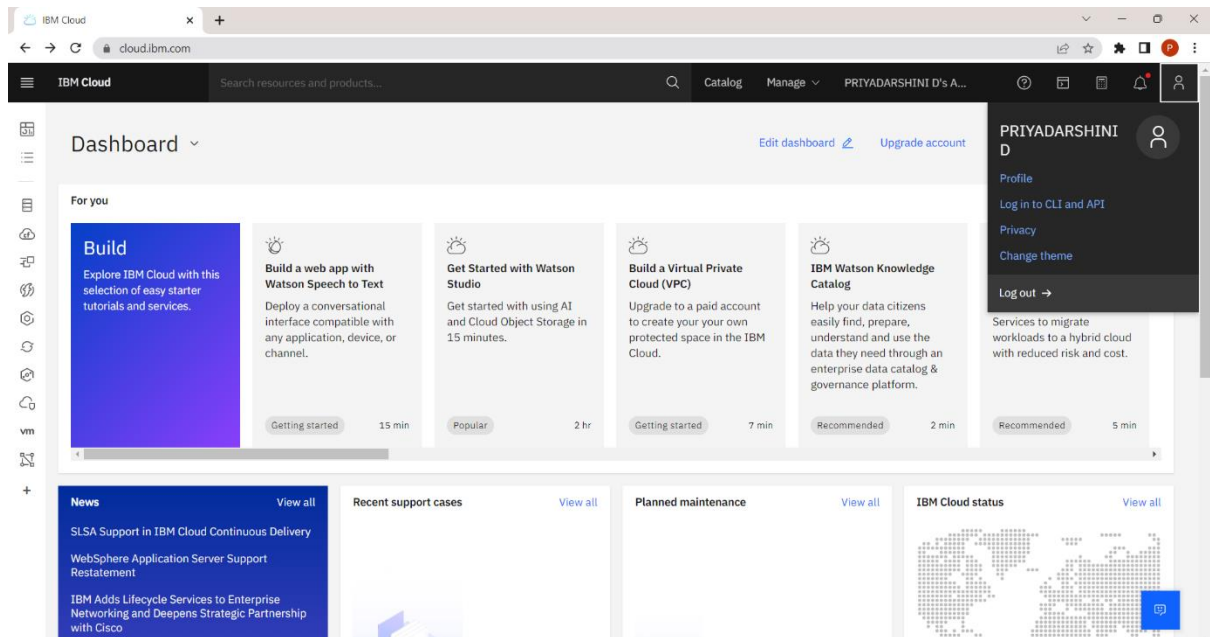 IBM Cloud
cloud.ibm.com
P
IBM Cloud
Search resources and products...
Catalog
Manage
PRIYADARSHINI D's A...
Dashboard
Edit dashboard
Upgrade account
PRIYADARSHINI
D
Profile
Log in to CLI and API
Privacy
Change theme
Log out →
For you
Build
Explore IBM Cloud with this
selection of easy starter
tutorials and services.
Build a web app with
Watson Speech to Text
Deploy a conversational
interface compatible with
any application, device, or
channel.
Getting started
15 min
Get Started with Watson
Studio
Get started with using AI
and Cloud Object Storage in
15 minutes.
Popular
2 hr
Build a Virtual Private
Cloud (VPC)
Upgrade to a paid account
to create your your own
protected space in the IBM
Cloud.
Getting started
7 min
IBM Watson Knowledge
Catalog
Help your data citizens
easily find, prepare,
understand and use the
data they need through an
enterprise data catalog &
governance platform.
Recommended
2 min
Services to migrate
workloads to a hybrid cloud
with reduced risk and cost.
Recommended
5 min
vm
News
View all
SLSA Support in IBM Cloud Continuous Delivery
WebSphere Application Server Support
Restatement
IBM Adds Lifecycle Services to Enterprise
Networking and Deepens Strategic Partnership
with Cisco
Recent support cases
View all
Planned maintenance
View all
IBM Cloud status
View all